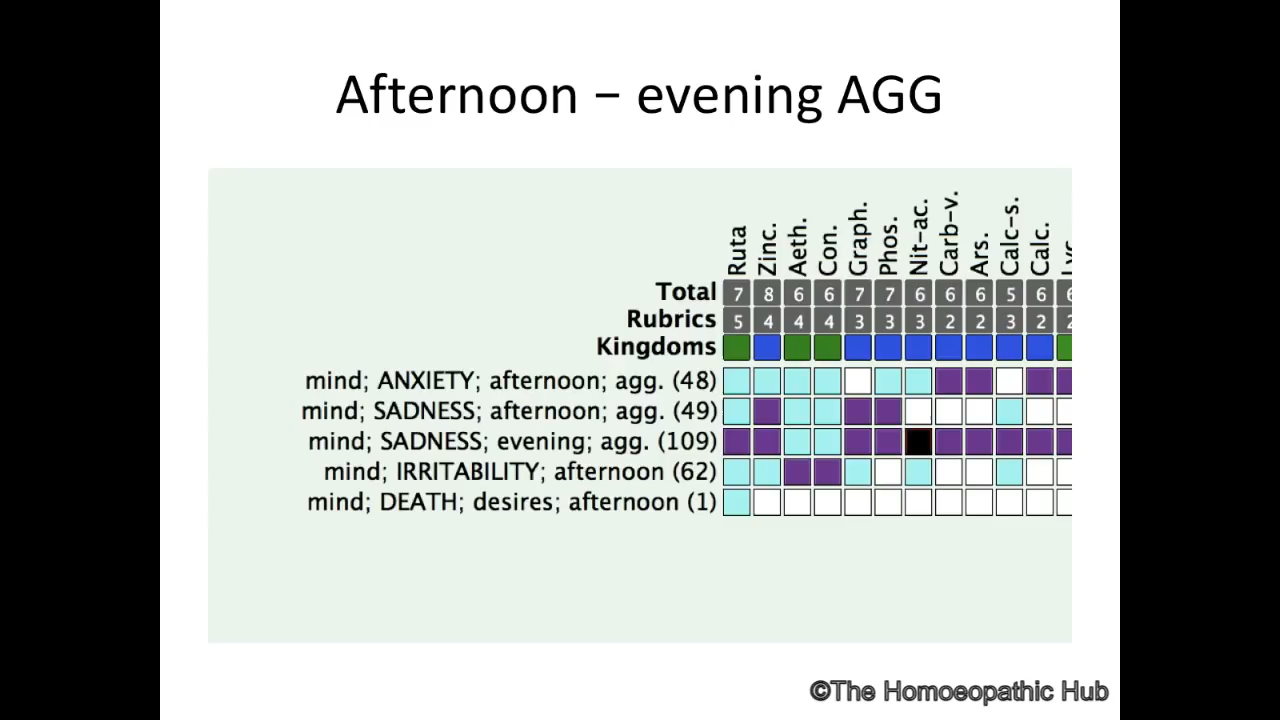 Afternoon – evening AGG
Ruta Zinc. Aeth. Con. Graph. Phos. Nit-ac. Carb-v. Ars. Calc-s. Calc.
Total 7 8 6 6 7 7 6 6 6 5 6 6
Rubrics 5 4 4 4 3 3 3 2 2 3 2 2
Kingdoms
mind; ANXIETY; afternoon; agg. (48)
mind; SADNESS; afternoon; agg. (49)
mind; SADNESS; evening; agg. (109)
mind; IRRITABILITY; afternoon (62)
mind; DEATH; desires; afternoon (1)
©The Homoeopathic Hub